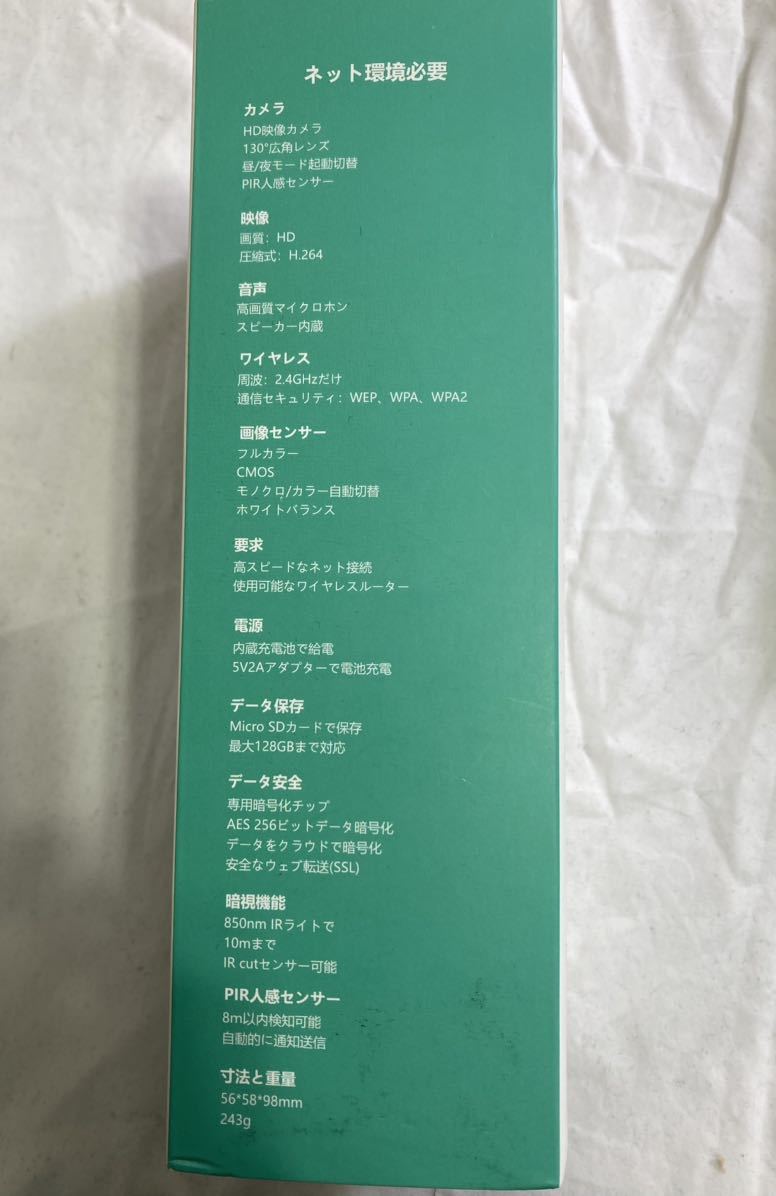 ネット環境必要
カメラ
HD映像カメラ
130°広角レンズ
昼/夜モード起動切替
PIR人感センサー
映像
画質：HD
圧縮式：H.264
音声
高画質マイクロホン
スピーカー内蔵
ワイヤレス
周波：2.4GHzだけ
通信セキュリティ：WEP、WPA、WPA2
画像センサー
フルカラー
CMOS
モノクロ/カラー自動切替
ホワイトバランス
要求
高スピードなネット接続
使用可能なワイヤレスルーター
電源
内蔵充電池で給電
5V2Aアダプターで電池充電
データ保存
Micro SDカードで保存
最大128GBまで対応
データ安全
専用暗号化チップ
AES 256ビットデータ暗号化
データをクラウドで暗号化
安全なウェブ転送(SSL)
暗視機能
850nm IRライトで
10mまで
IR cutセンサー可能
PIR人感センサー
8m以内検知可能
自動的に通知送信
寸法と重量
56*58*98mm
243g